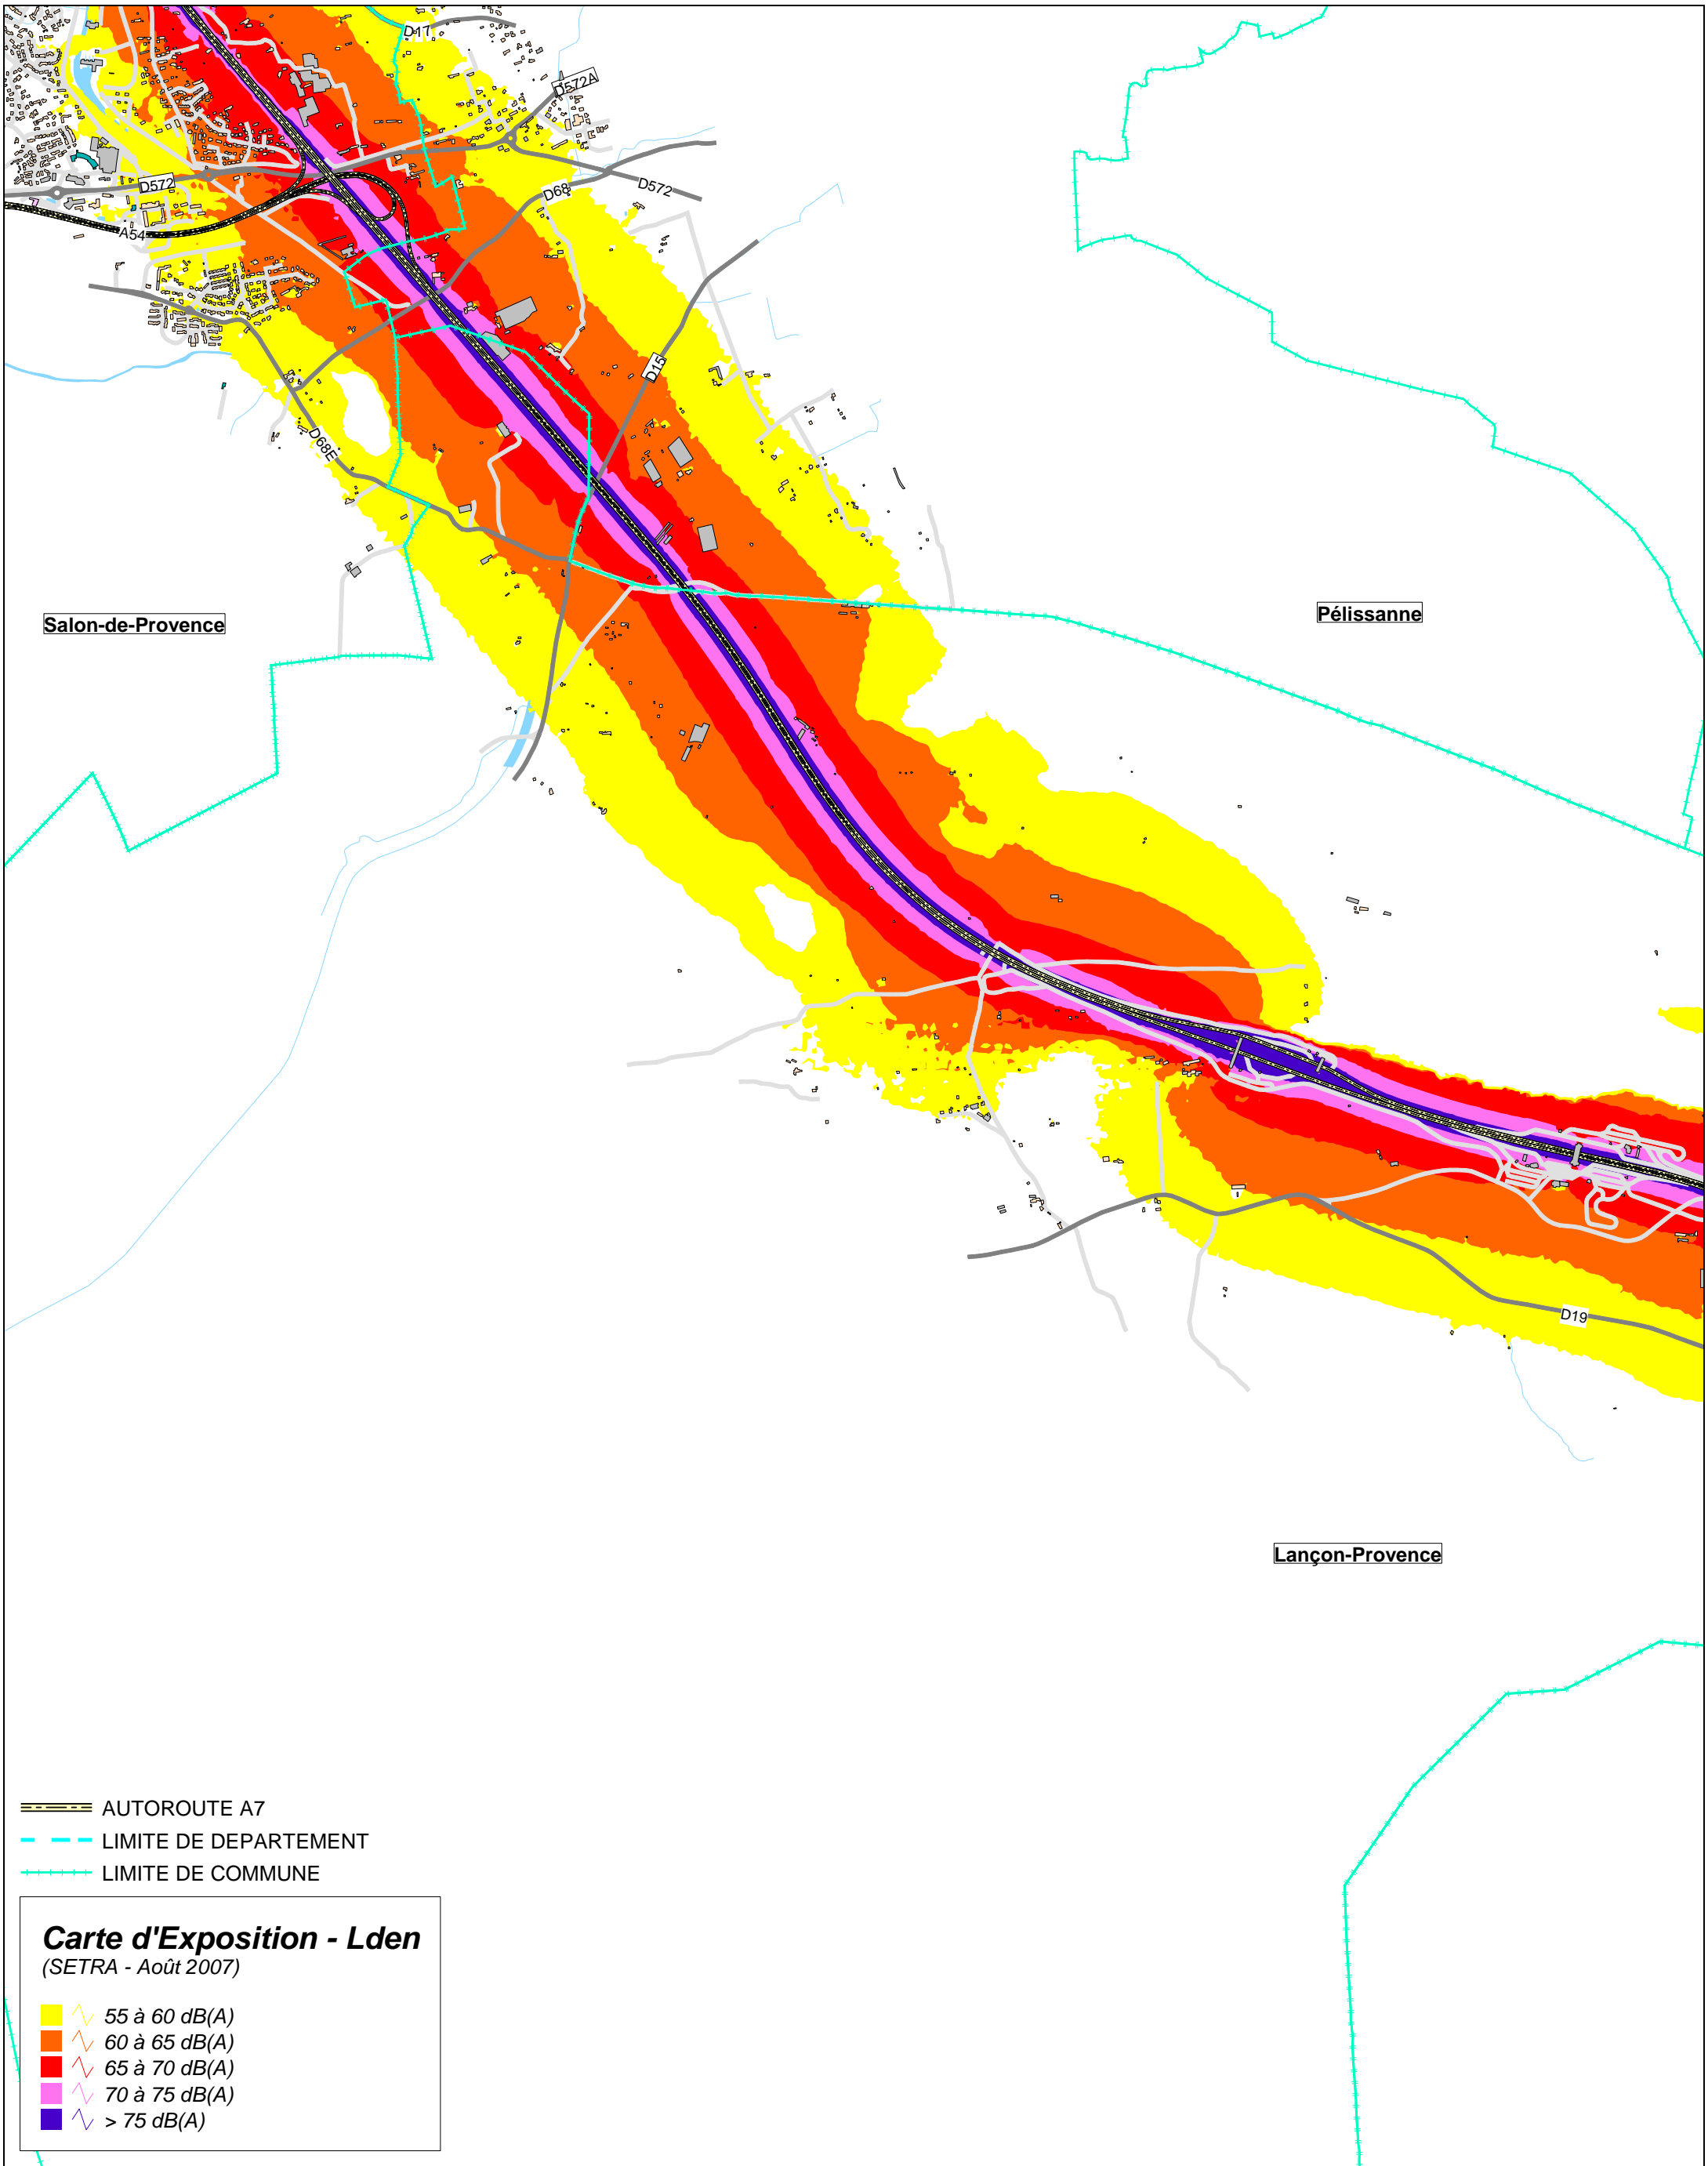 D17
D572A
D572
D68
D572
A54
D15
D68E
Salon-de-Provence
Pélissanne
D19
Lançon-Provence
AUTOROUTE A7
LIMITE DE DEPARTEMENT
LIMITE DE COMMUNE
Carte d'Exposition - Lden
(SETRA - Août 2007)
55 à 60 dB(A)
60 à 65 dB(A)
65 à 70 dB(A)
70 à 75 dB(A)
> 75 dB(A)